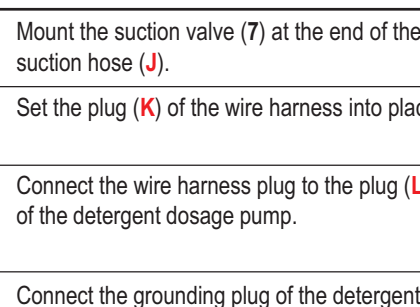 Mount the suction valve (7) at the end of the
suction hose (J).
Set the plug (K) of the wire harness into
Connect the wire harness plug to the plug (L
of the detergent dosage pump.
Connect the grounding plug of the detergent